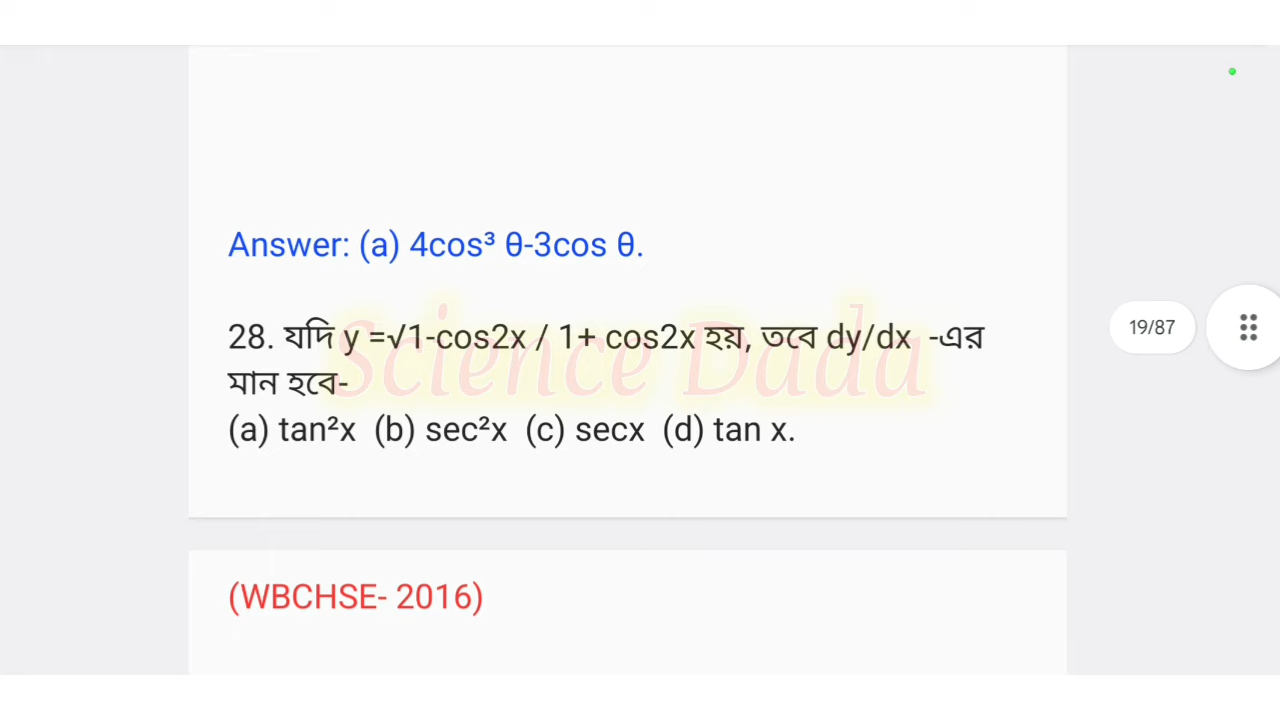 Answer: (a) 4cos³ θ-3cos θ.
28. যদি y =√1-cos2x / 1+ cos2x হয়, তবে dy/dx -এর
মান হবে-
(a) tan²x (b) sec²x (c) secx (d) tan x.
Science Dada
19/87
(WBCHSE- 2016)